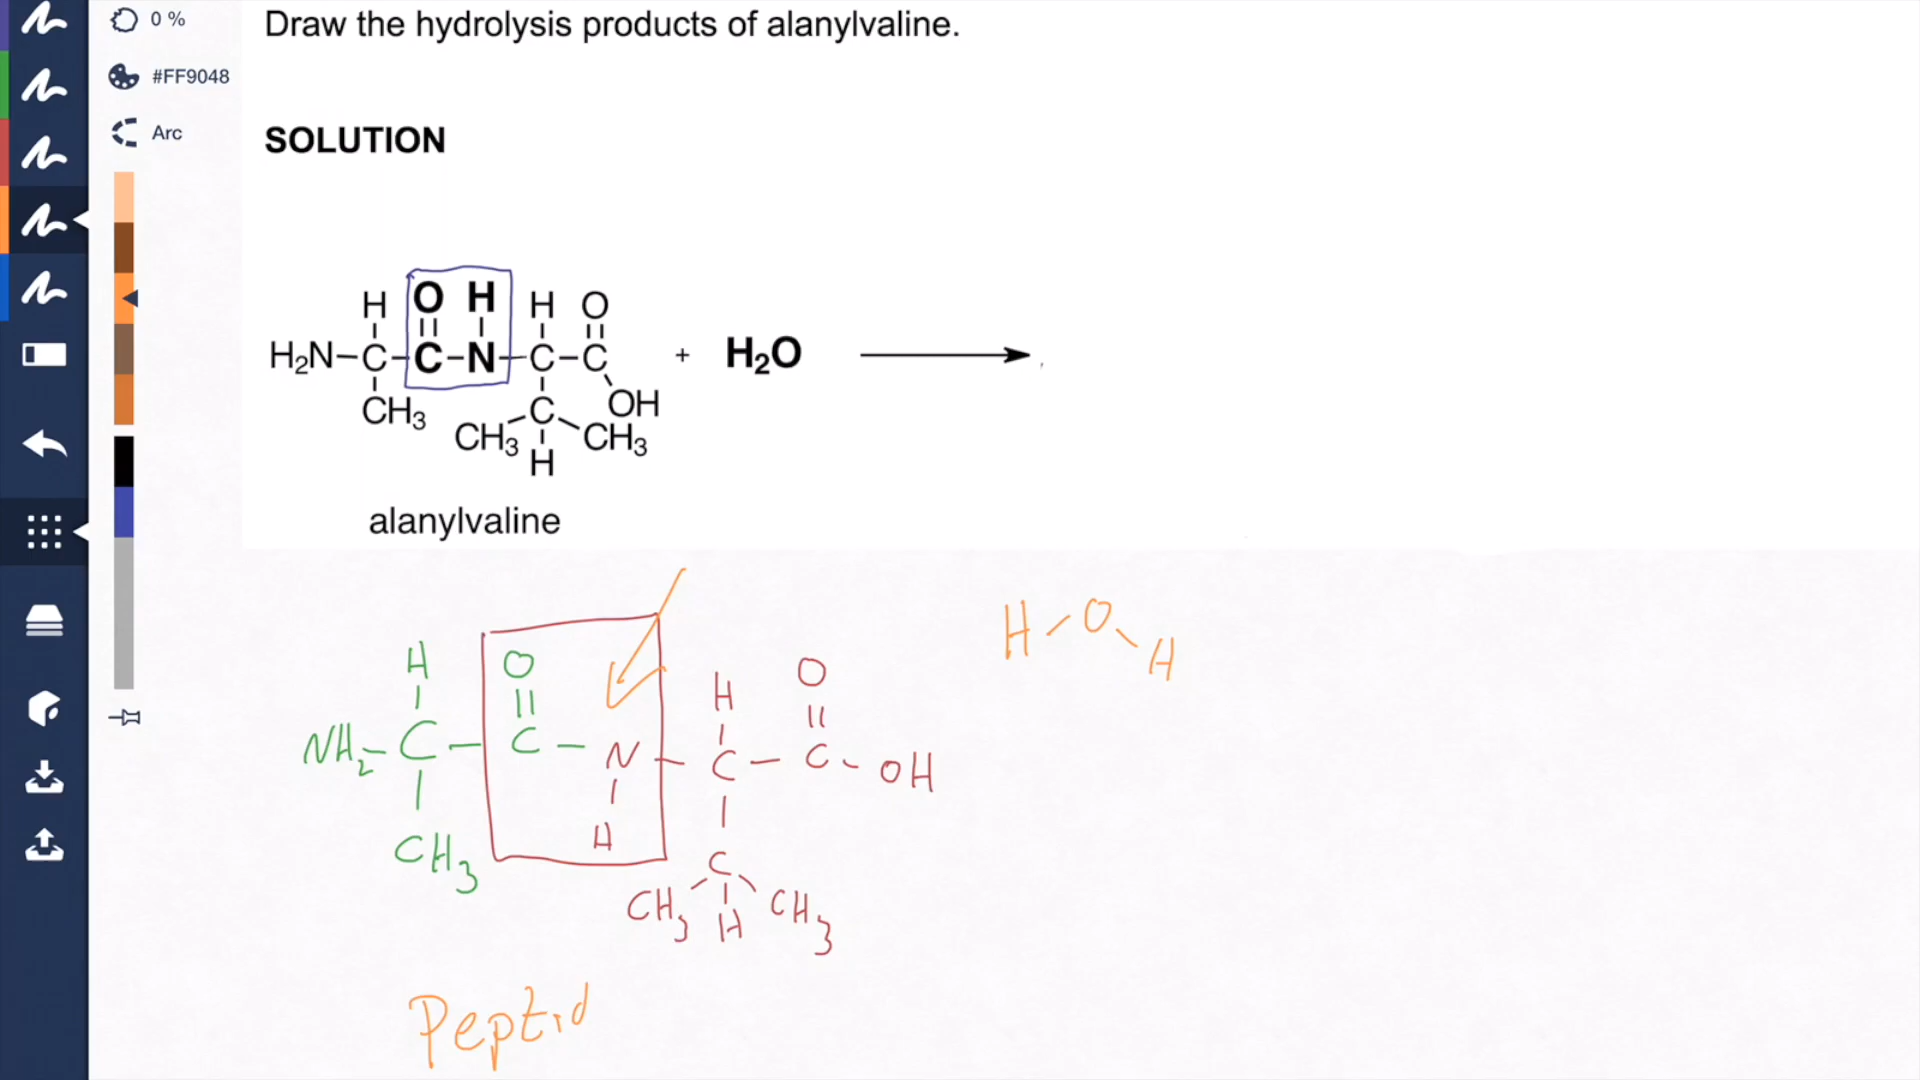 0 %
#FF9048
Arc
Draw the hydrolysis products of alanylvaline.
SOLUTION
H O H H O
H₂N–C–C–N–C–C + H₂O
CH₃ C OH
CH₃ CH₃
H
alanylvaline
H O H O H
H O H O
NH₂ – C – C – N – C – C - OH
H
CH₃ C
CH₃ H CH₃
Peptid